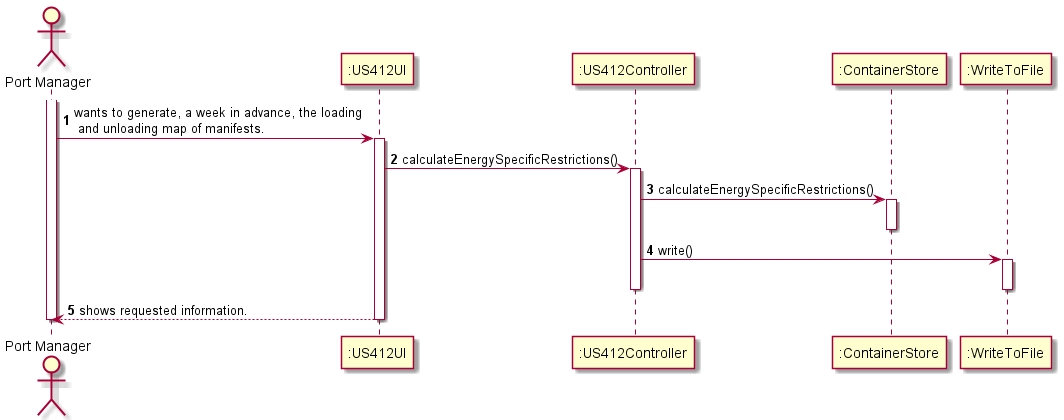 Port Manager
:US412UI
:US412Controller
:ContainerStore
:WriteToFile
1 wants to generate, a week in advance, the loading
and unloading map of manifests.
2 calculateEnergySpecificRestrictions()
3 calculateEnergySpecificRestrictions()
4 write()
5 shows requested information.
Port Manager
:US412UI
:US412Controller
:ContainerStore
:WriteToFile